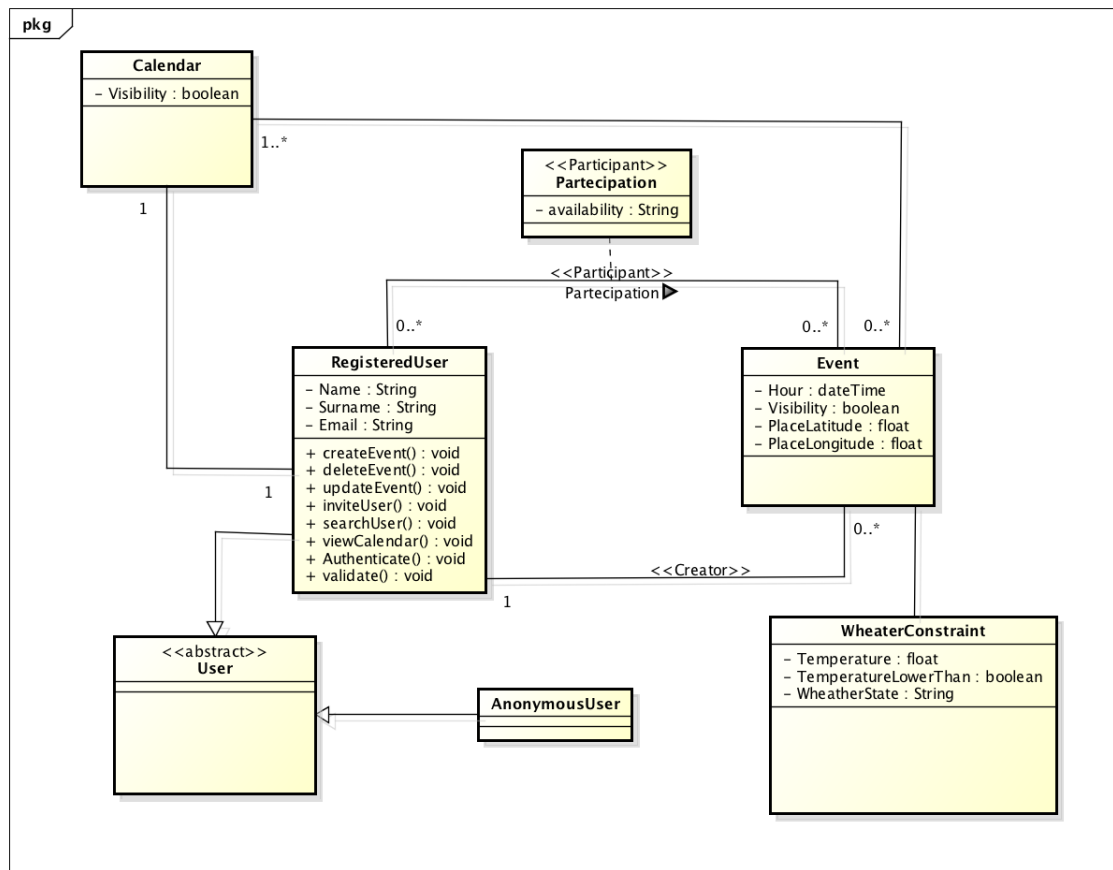 pkg
Calendar
- Visibility : boolean
1..*
1
<<Participant>>
Partecipation
- availability : String
<<Participant>>
Partecipation
0..*
0..*
0..*
RegisteredUser
- Name : String
- Surname : String
- Email : String
+ createEvent() : void
+ deleteEvent() : void
+ updateEvent() : void
+ inviteUser() : void
+ searchUser() : void
+ viewCalendar() : void
+ Authenticate() : void
+ validate() : void
Event
- Hour : dateTime
- Visibility : boolean
- PlaceLatitude : float
- PlaceLongitude : float
1
0..*
<<Creator>>
1
<<abstract>>
User
AnonymousUser
WheaterConstraint
- Temperature : float
- TemperatureLowerThan : boolean
- WheatherState : String